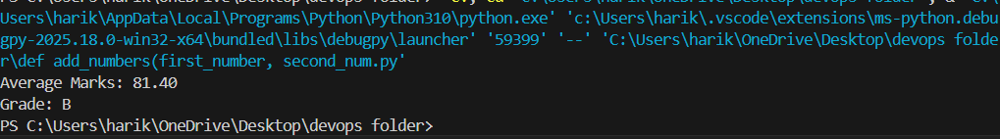 Users\harik\AppData\Local\Programs\Python\Python310\python.exe' 'c:\Users\harik\.vscode\extensions\ms-python.debu
gpy-2025.18.0-win32-x64\bundled\libs\debugpy\launcher' '59399' '--' 'C:\Users\harik\OneDrive\Desktop\devops folde
r\def add_numbers(first_number, second_num.py'
Average Marks: 81.40
Grade: B
PS C:\Users\harik\OneDrive\Desktop\devops folder>